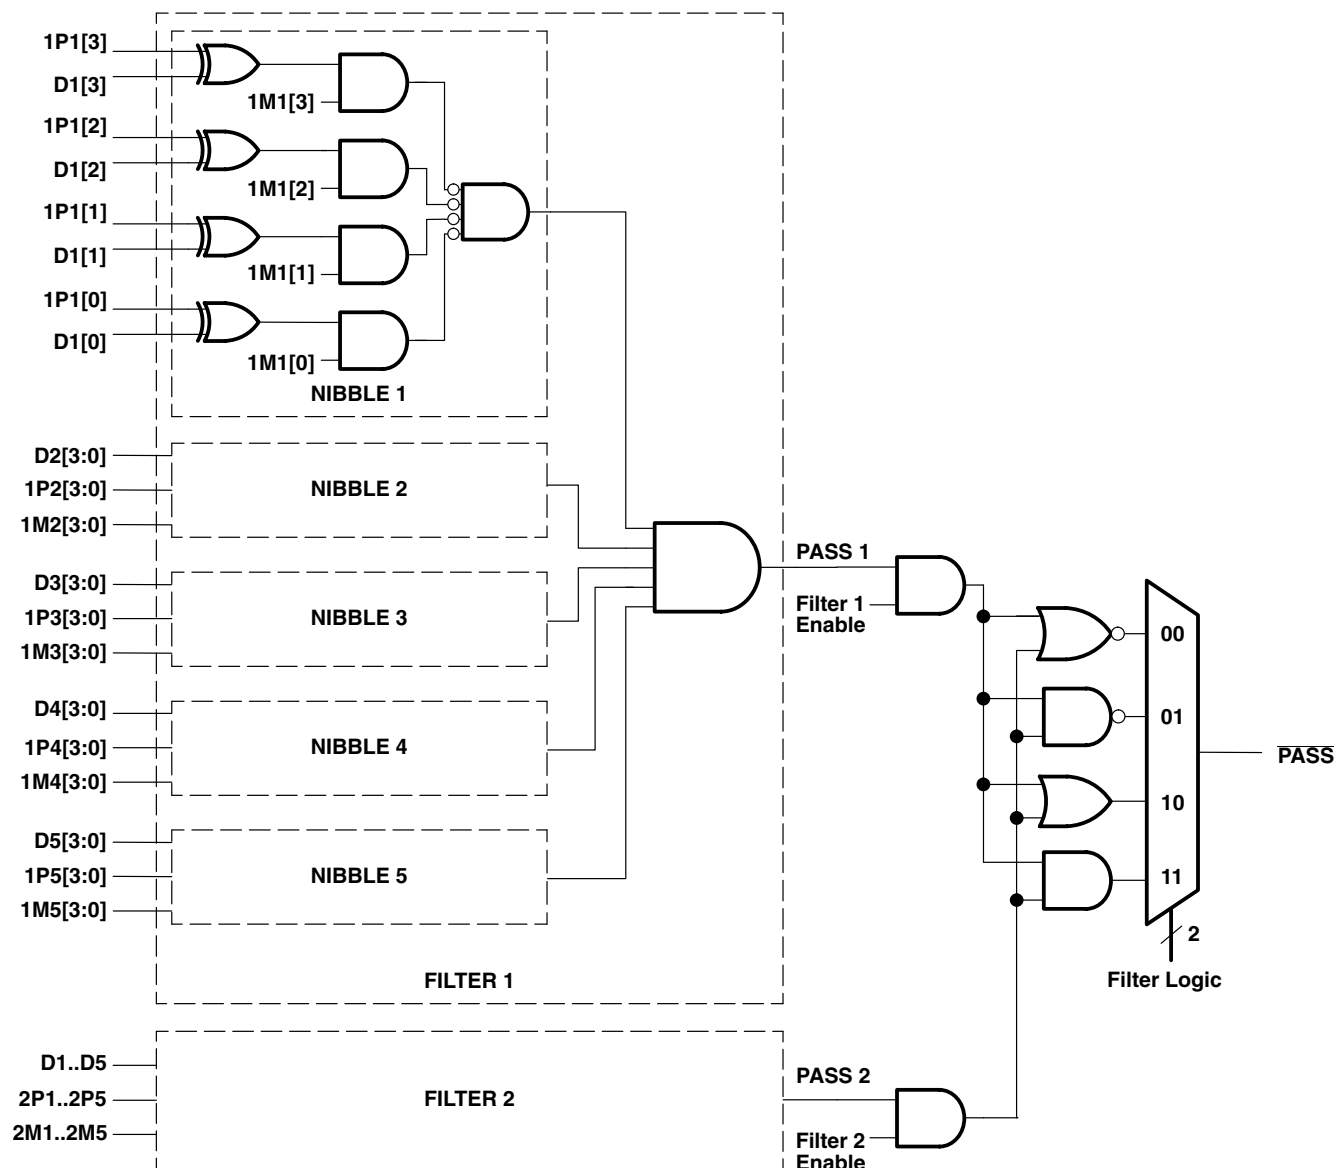 1P1[3]
D1[3]
1M1[3]
1P1[2]
D1[2]
1M1[2]
1P1[1]
D1[1]
1M1[1]
1P1[0]
D1[0]
1M1[0]
NIBBLE 1
D2[3:0]
1P2[3:0]
1M2[3:0]
NIBBLE 2
D3[3:0]
1P3[3:0]
1M3[3:0]
NIBBLE 3
D4[3:0]
1P4[3:0]
1M4[3:0]
NIBBLE 4
D5[3:0]
1P5[3:0]
1M5[3:0]
NIBBLE 5
FILTER 1
PASS 1
Filter 1
Enable
00
01
10
11
PASS
2
Filter Logic
D1..D5
2P1..2P5
2M1..2M5
FILTER 2
PASS 2
Filter 2
Enable